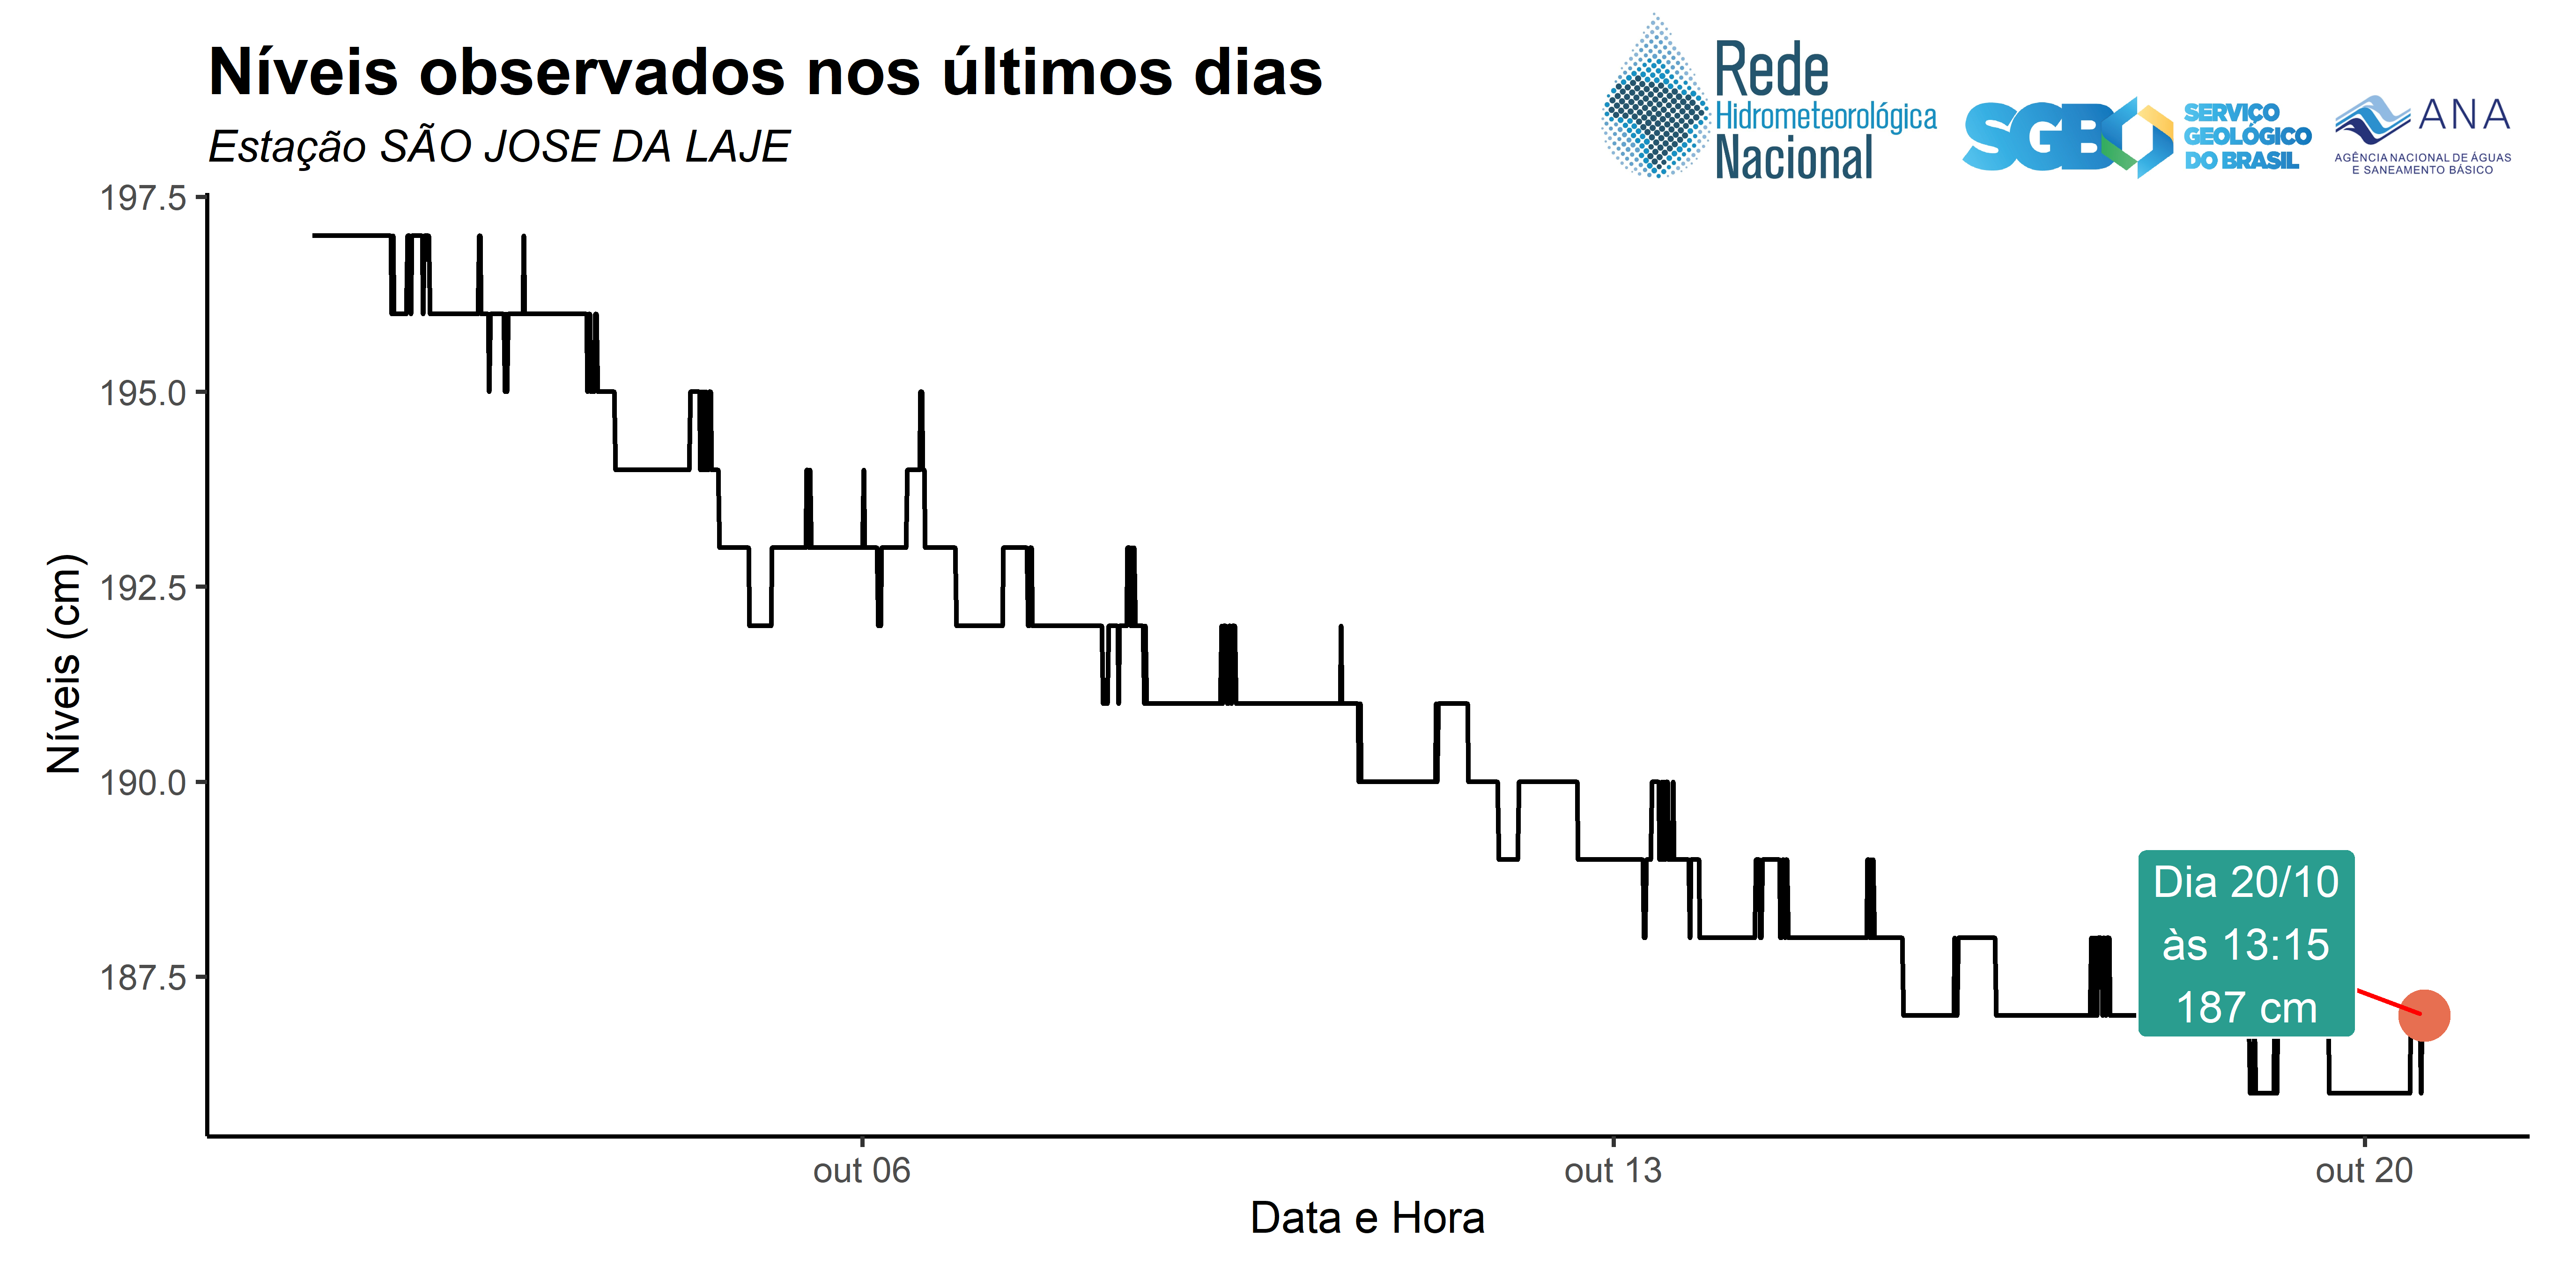 Níveis observados nos últimos dias
Estação SÃO JOSE DA LAJE
Rede
Hidrometeorológica
Nacional
SGB
SERVIÇO
GEOLÓGICO
DO BRASIL
ANA
AGÊNCIA NACIONAL DE ÁGUAS
E SANEAMENTO BÁSICO
Níveis (cm)
197.5
195.0
192.5
190.0
187.5
Dia 20/10
às 13:15
187 cm
out 06
out 13
out 20
Data e Hora